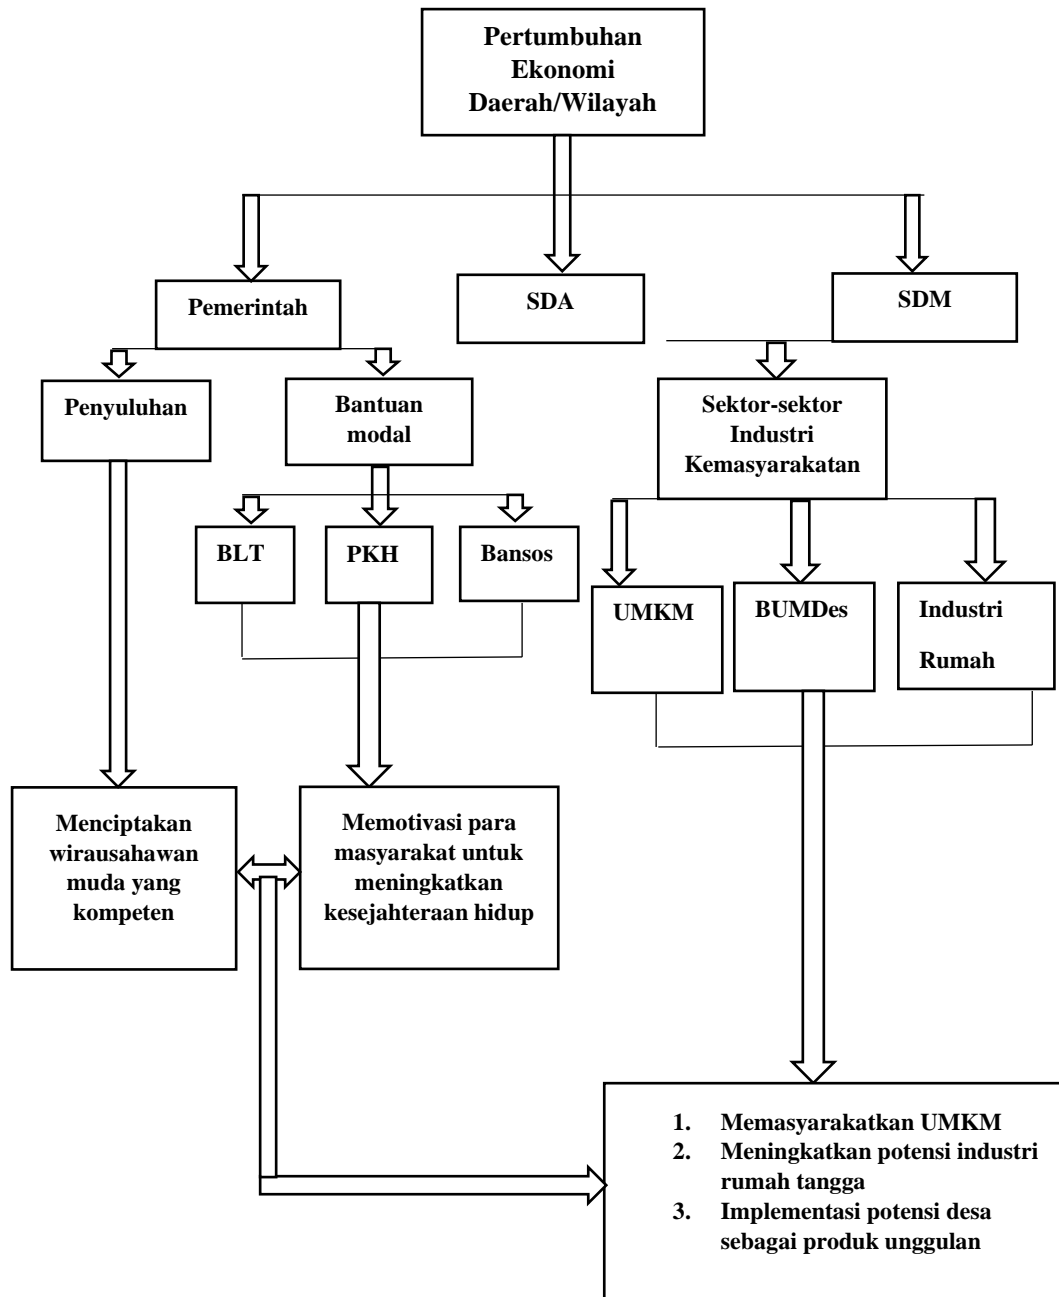 Pertumbuhan
Ekonomi
Daerah/Wilayah
Pemerintah
SDA
SDM
Penyuluhan
Bantuan
modal
Sektor-sektor
Industri
Kemasyarakatan
BLT
PKH
Bansos
UMKM
BUMDes
Industri
Rumah
Menciptakan
wirausahawan
muda yang
kompeten
Memotivasi para
masyarakat untuk
meningkatkan
kesejahteraan hidup
1. Memasyarakatkan UMKM
2. Meningkatkan potensi industri
rumah tangga
3. Implementasi potensi desa
sebagai produk unggulan